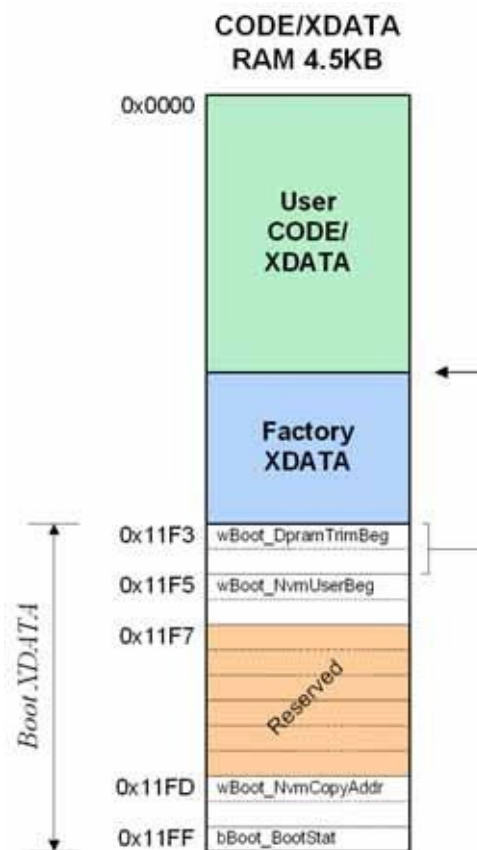 CODE/XDATA
RAM 4.5KB
0x0000
User
CODE/
XDATA
Factory
XDATA
0x11F3 wBoot_DpramTrimBeg
0x11F5 wBoot_NvmUserBeg
0x11F7
Reserved
Boot XDATA
0x11FD wBoot_NvmCopyAddr
0x11FF bBoot_BootStat